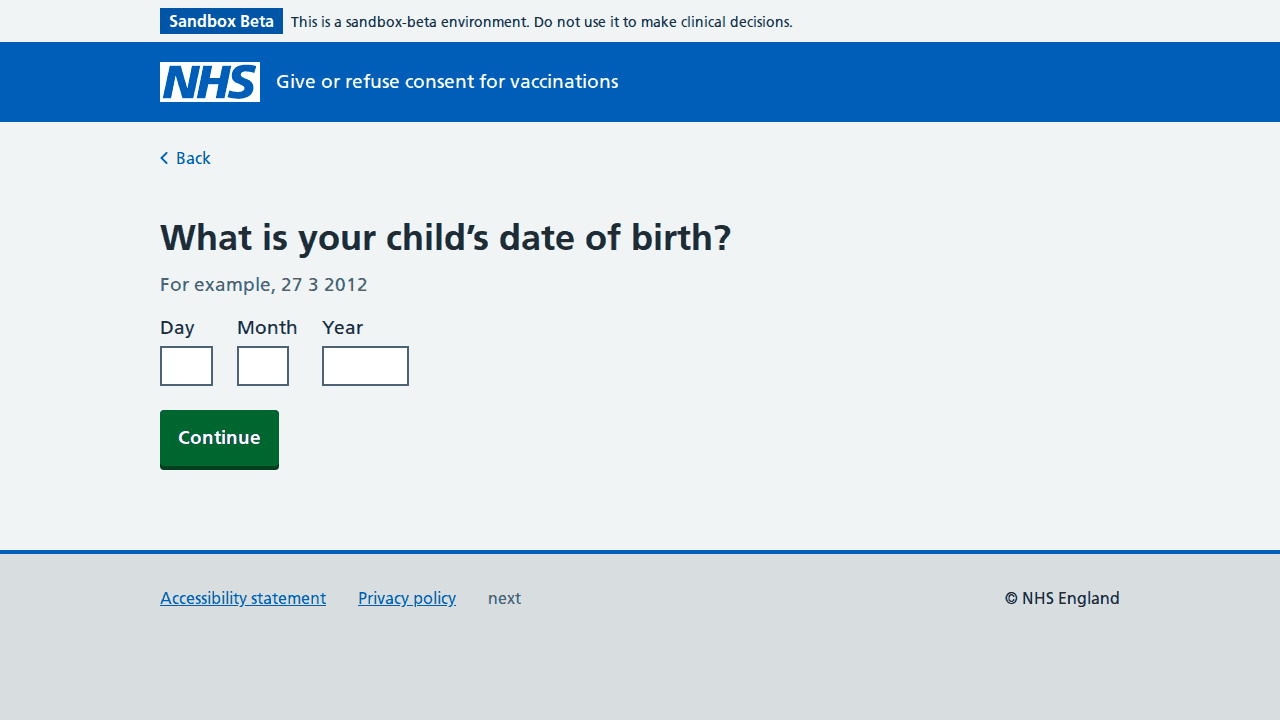 Sandbox Beta This is a sandbox-beta environment. Do not use it to make clinical decisions.
NHS Give or refuse consent for vaccinations
Back
What is your child’s date of birth?
For example, 27 3 2012
Day Month Year
Continue
Accessibility statement Privacy policy next © NHS England